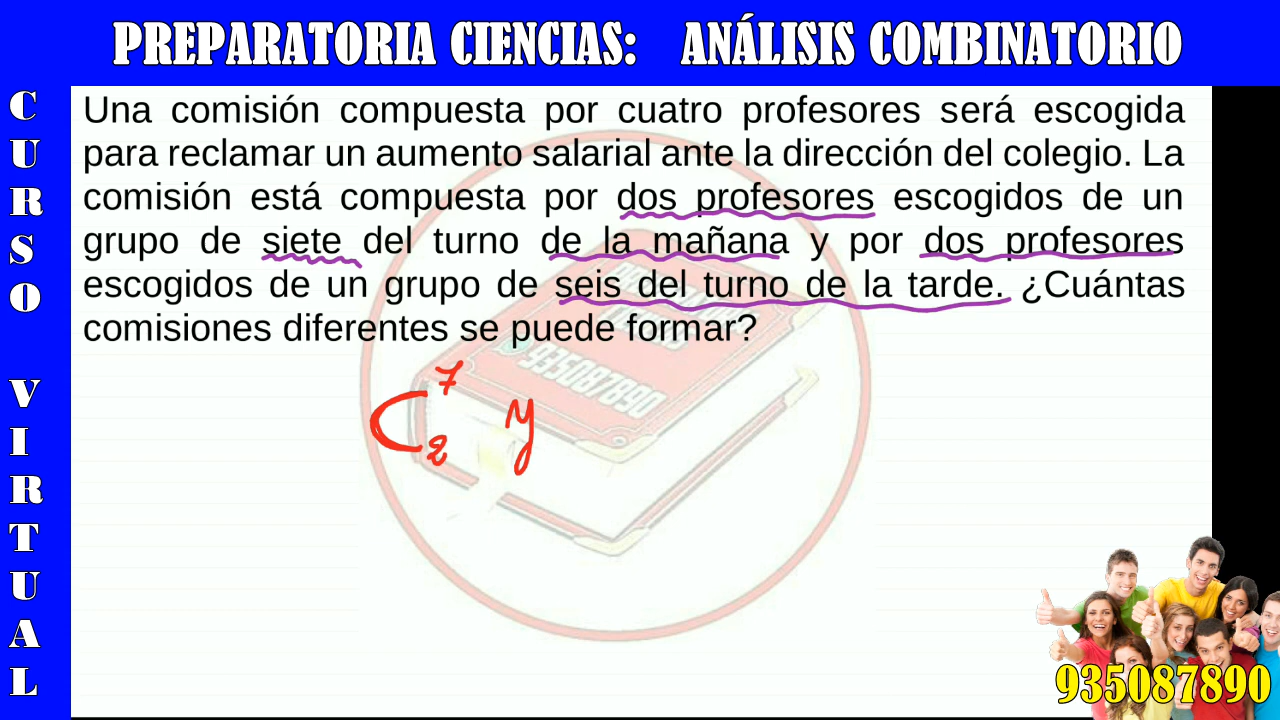 PREPARATORIA CIENCIAS: ANÁLISIS COMBINATORIO
CURSO VIRTUAL
Una comisión compuesta por cuatro profesores será escogida
para reclamar un aumento salarial ante la dirección del colegio. La
comisión está compuesta por dos profesores escogidos de un
grupo de siete del turno de la mañana y por dos profesores
escogidos de un grupo de seis del turno de la tarde. ¿Cuántas
comisiones diferentes se puede formar?
935087890
C 7 2 y
935087890